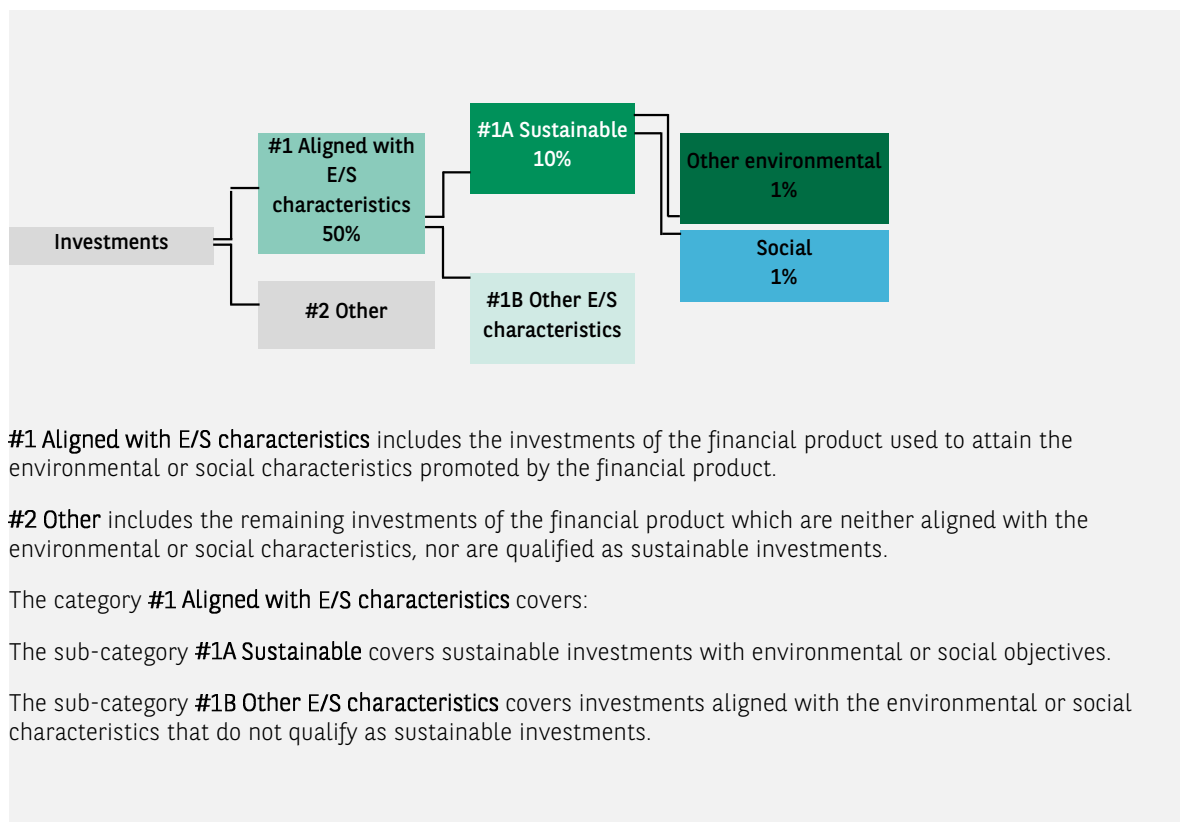 #1A Sustainable
10%
#1 Aligned with
E/S
characteristics
50%
Other environmental
1%
Investments
Social
1%
#2 Other
#1B Other E/S
characteristics
#1 Aligned with E/S characteristics includes the investments of the financial product used to attain the
environmental or social characteristics promoted by the financial product.
#2 Other includes the remaining investments of the financial product which are neither aligned with the
environmental or social characteristics, nor are qualified as sustainable investments.
The category #1 Aligned with E/S characteristics covers:
The sub-category #1A Sustainable covers sustainable investments with environmental or social objectives.
The sub-category #1B Other E/S characteristics covers investments aligned with the environmental or social
characteristics that do not qualify as sustainable investments.